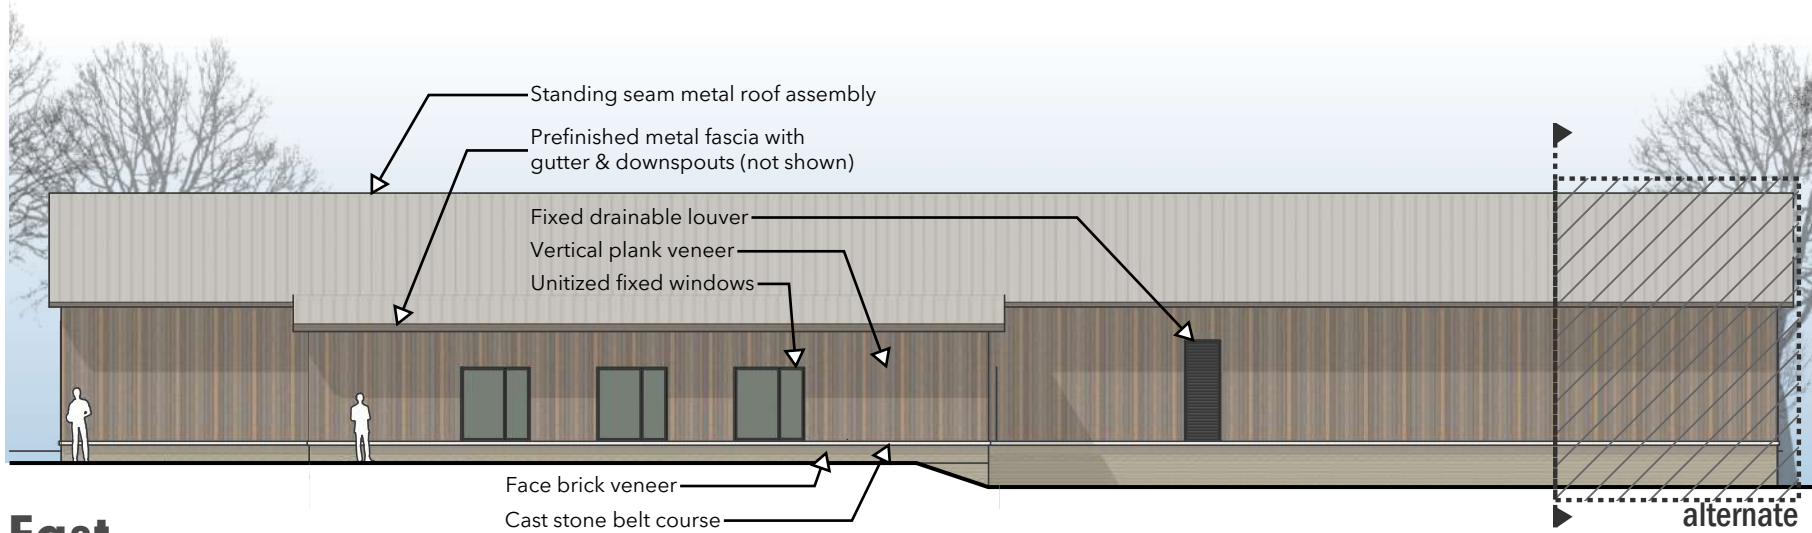 Standing seam metal roof assembly
Prefinished metal fascia with
gutter & downspouts (not shown)
Fixed drainable louver
Vertical plank veneer
Unitized fixed windows
Face brick veneer
Cast stone belt course
alternate
East